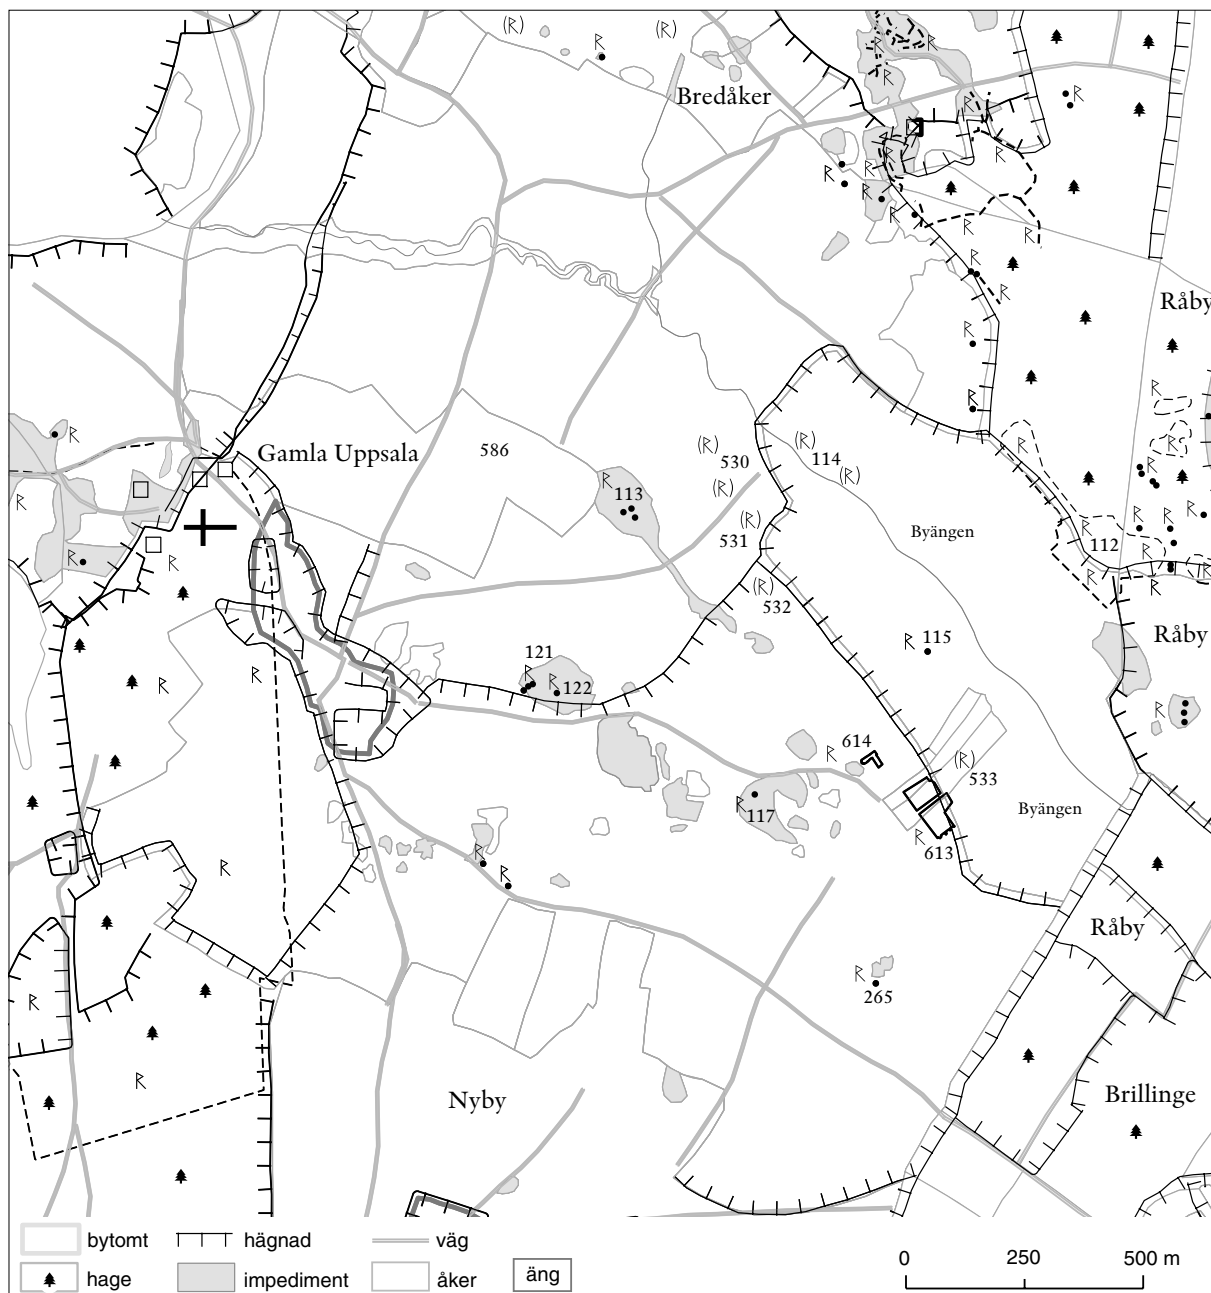 (R) R (R) R R
Bredåker R
R R R
R R R R
R R R
R
R
Råby
R
R
R
R
R Gamla Uppsala 586 (R) 530 (R) 114 (R) R R
R R 113 (R) R
(R) 531 Byängen 112
R R (R) 532 R R (R)
R 115 Råby
121
R R R R 122 R
R 614 (R) 533
R 117 Byängen
R 613
R R R
Råby
R 265
R
R
Nyby Brillinge
bytomt hägnad väg
hage impediment åker äng
0 250 500 m